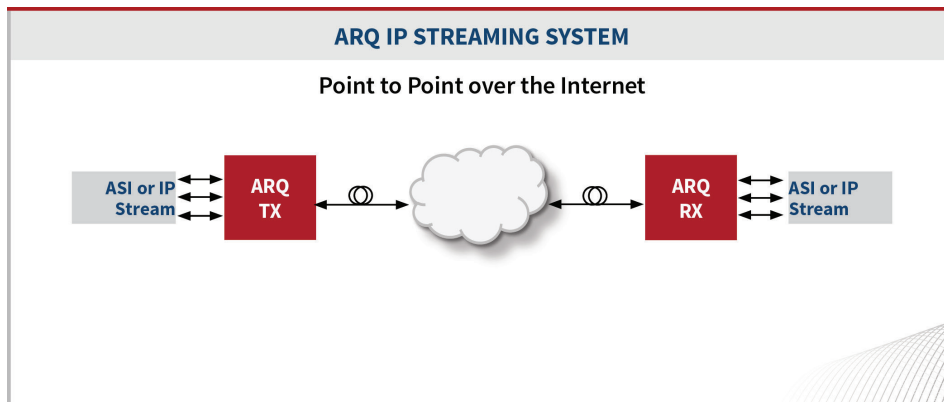 ARQ IP STREAMING SYSTEM
Point to Point over the Internet
ASI or IP
Stream
ARQ
TX
ARQ
RX
ASI or IP
Stream